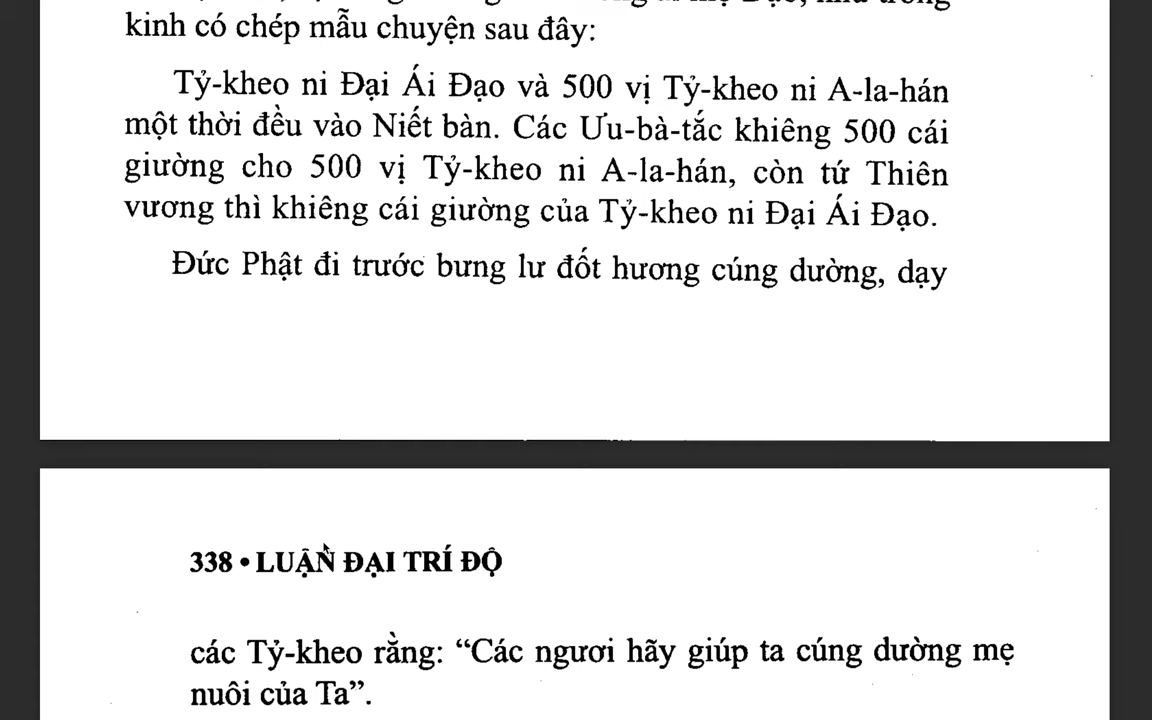 kinh có chép mẫu chuyện sau đây:
Tỷ-kheo ni Đại Ái Đạo và 500 vị Tỷ-kheo ni A-la-hán
một thời đều vào Niết bàn. Các Ưu-bà-tắc khiêng 500 cái
giường cho 500 vị Tỷ-kheo ni A-la-hán, còn tứ Thiên
vương thì khiêng cái giường của Tỷ-kheo ni Đại Ái Đạo.
Đức Phật đi trước bưng lư đốt hương cúng dường, dạy
338 • LUẬN ĐẠI TRÍ ĐỘ
các Tỷ-kheo rằng: “Các ngươi hãy giúp ta cúng dường mẹ
nuôi của Ta”.